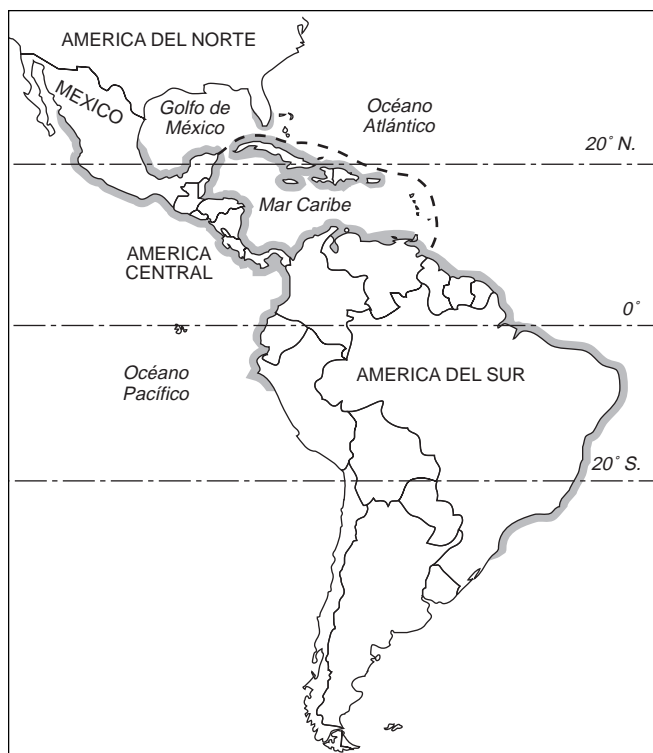 AMERICA DEL NORTE
MEXICO
Golfo de
México
Océano
Atlántico
20° N.
Mar Caribe
AMERICA
CENTRAL
0°
Océano
Pacífico
AMERICA DEL SUR
20° S.